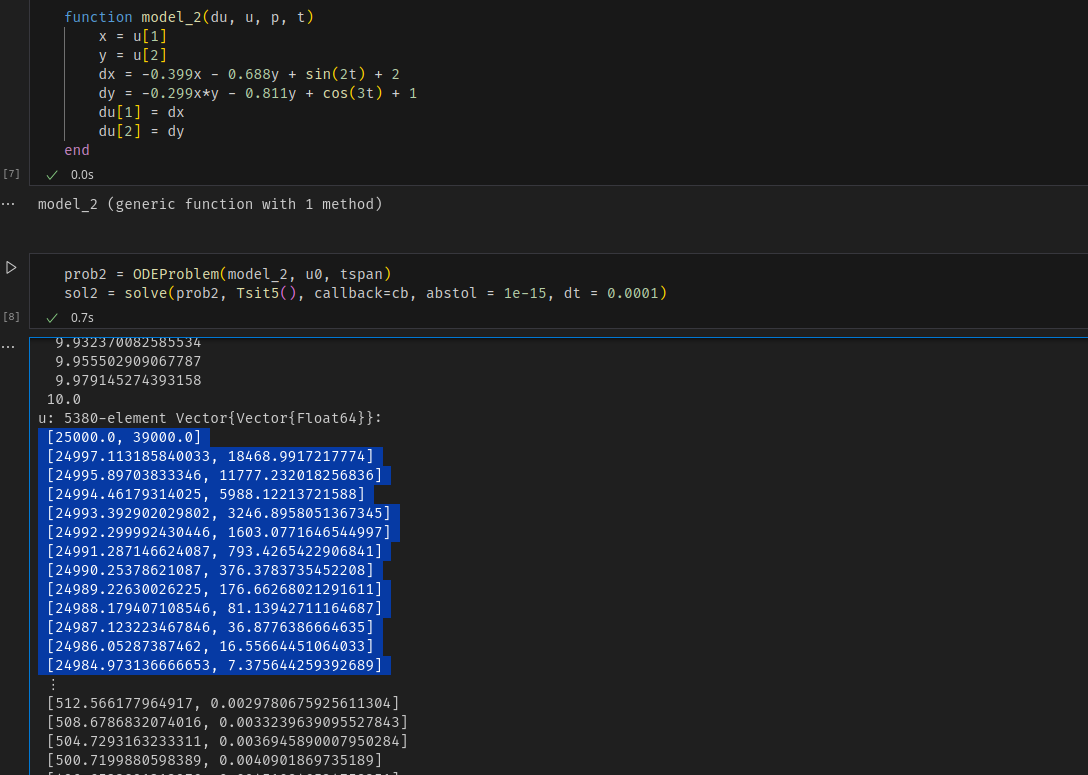 function model_2(du, u, p, t)
x = u[1]
y = u[2]
dx = -0.399x - 0.688y + sin(2t) + 2
dy = -0.299x*y - 0.811y + cos(3t) + 1
du[1] = dx
du[2] = dy
end
[7] ✓ 0.0s
... model_2 (generic function with 1 method)
prob2 = ODEProblem(model_2, u0, tspan)
sol2 = solve(prob2, Tsit5(), callback=cb, abstol = 1e-15, dt = 0.0001)
[8] ✓ 0.7s
...
9.932370082585534
9.955502909067787
9.979145274393158
10.0
u: 5380-element Vector{Vector{Float64}}:
[25000.0, 39000.0]
[24997.113185840033, 18468.9917217774]
[24995.89703833346, 11777.232018256836]
[24994.46179314025, 5988.12213721588]
[24993.392902029802, 3246.8958051367345]
[24992.299992430446, 1603.0771646544997]
[24991.287146624087, 793.4265422906841]
[24990.25378621087, 376.3783735452208]
[24989.22630026225, 176.66268021291611]
[24988.179407108546, 81.13942711164687]
[24987.123223467846, 36.8776386664635]
[24986.05287387462, 16.55664451064033]
[24984.973136666653, 7.375644259392689]
⋮
[512.566177964917, 0.0029780675925611304]
[508.6786832074016, 0.0033239639095527843]
[504.7293163233311, 0.0036945890007950284]
[500.7199880598389, 0.0040901869735189]